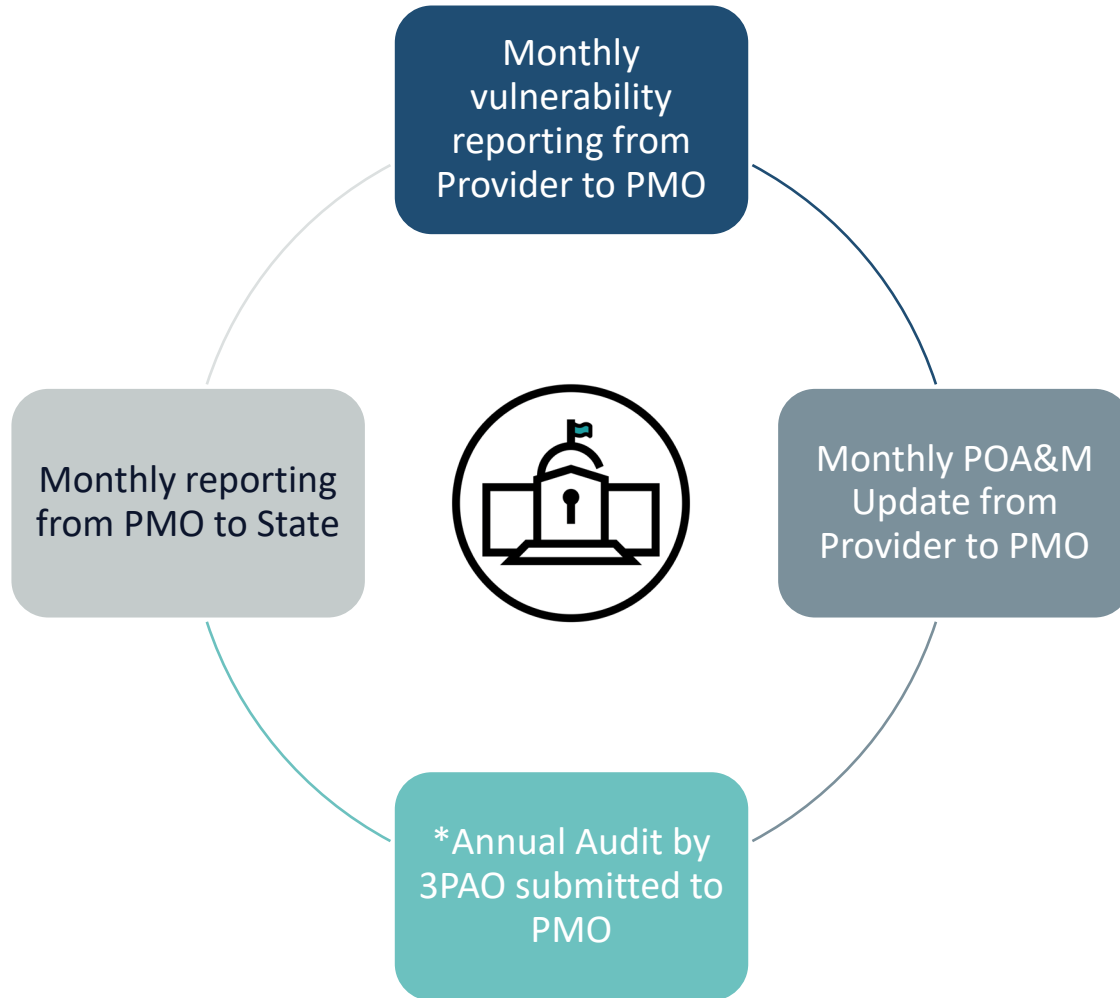 Monthly
vulnerability
reporting from
Provider to PMO
Monthly POA&M
Update from
Provider to PMO
*Annual Audit by
3PAO submitted to
PMO
Monthly reporting
from PMO to State